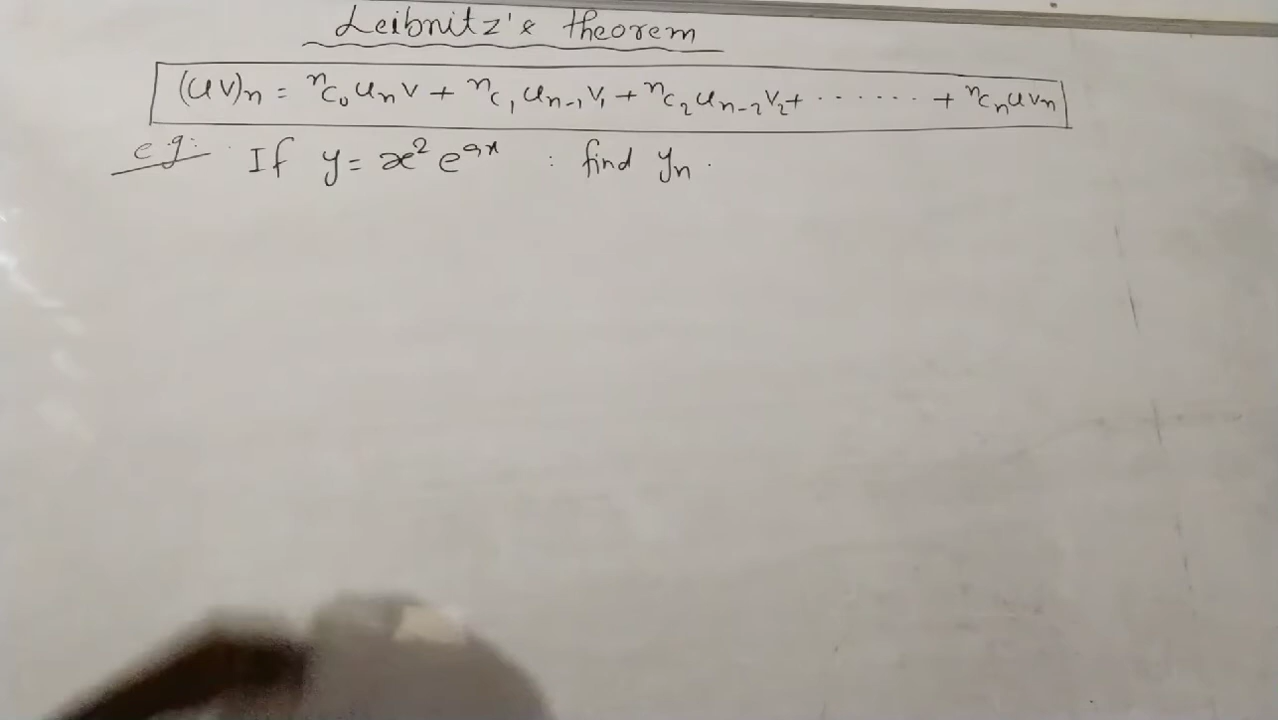 Leibnitz's theorem
(uv)n = ⁿC₀ uₙ v + ⁿC₁ uₙ₋₁ v₁ + ⁿC₂ uₙ₋₂ v₂ + ....... + ⁿCₙ u vₙ
eg: If y = x² eᵃˣ : find yₙ.